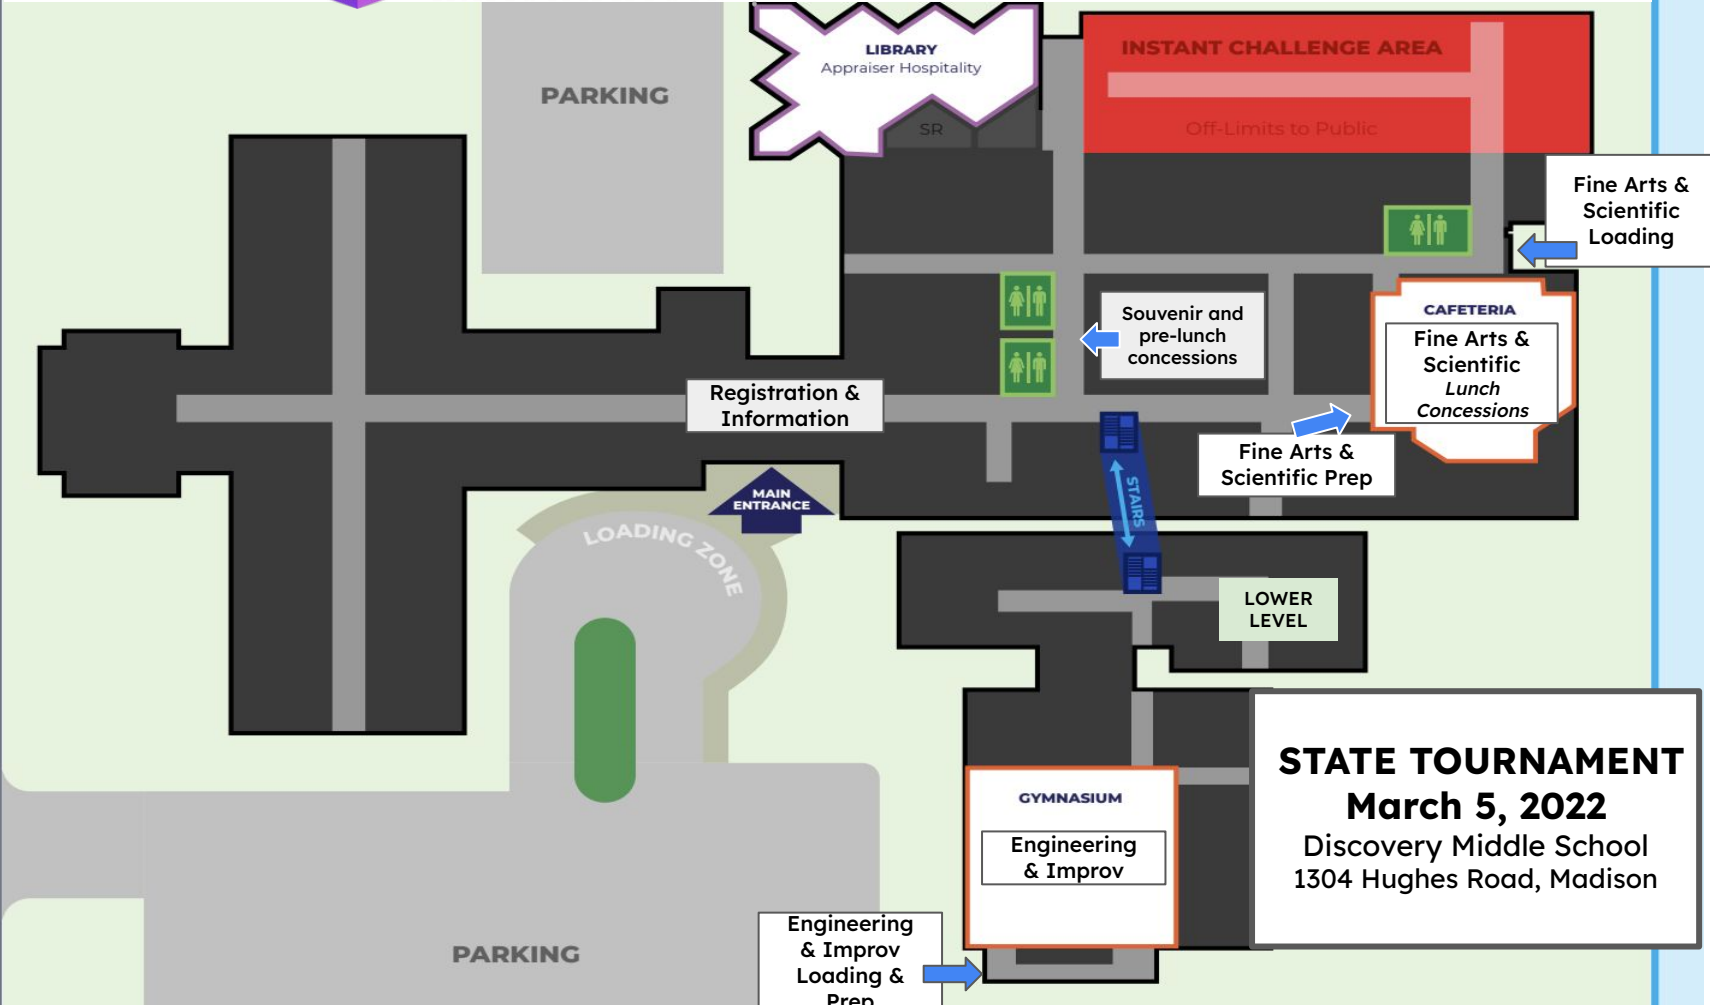 LIBRARY
Appraiser Hospitality
SR
INSTANT CHALLENGE AREA
Off-Limits to Public
PARKING
Fine Arts &
Scientific
Loading
Souvenir and
pre-lunch
concessions
CAFETERIA
Fine Arts &
Scientific
Lunch
Concessions
Registration &
Information
Fine Arts &
Scientific Prep
MAIN
ENTRANCE
STAIRS
LOADING ZONE
LOWER
LEVEL
GYMNASIUM
Engineering
& Improv
STATE TOURNAMENT
March 5, 2022
Discovery Middle School
1304 Hughes Road, Madison
PARKING
Engineering
& Improv
Loading &
Prep